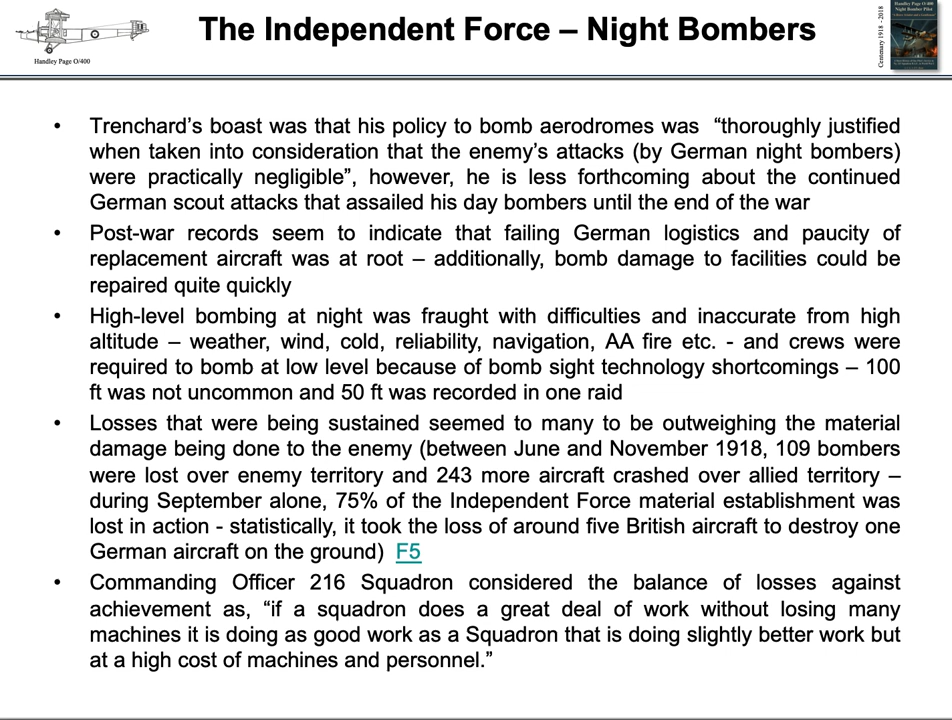 The Independent Force – Night Bombers
Handley Page O/400
Centenary 1918 - 2018
Handley Page O/400
Night Bomber Pilot
• Trenchard’s boast was that his policy to bomb aerodromes was “thoroughly justified
when taken into consideration that the enemy’s attacks (by German night bombers)
were practically negligible”, however, he is less forthcoming about the continued
German scout attacks that assailed his day bombers until the end of the war
• Post-war records seem to indicate that failing German logistics and paucity of
replacement aircraft was at root – additionally, bomb damage to facilities could be
repaired quite quickly
• High-level bombing at night was fraught with difficulties and inaccurate from high
altitude – weather, wind, cold, reliability, navigation, AA fire etc. - and crews were
required to bomb at low level because of bomb sight technology shortcomings – 100
ft was not uncommon and 50 ft was recorded in one raid
• Losses that were being sustained seemed to many to be outweighing the material
damage being done to the enemy (between June and November 1918, 109 bombers
were lost over enemy territory and 243 more aircraft crashed over allied territory –
during September alone, 75% of the Independent Force material establishment was
lost in action - statistically, it took the loss of around five British aircraft to destroy one
German aircraft on the ground) F5
• Commanding Officer 216 Squadron considered the balance of losses against
achievement as, “if a squadron does a great deal of work without losing many
machines it is doing as good work as a Squadron that is doing slightly better work but
at a high cost of machines and personnel.”